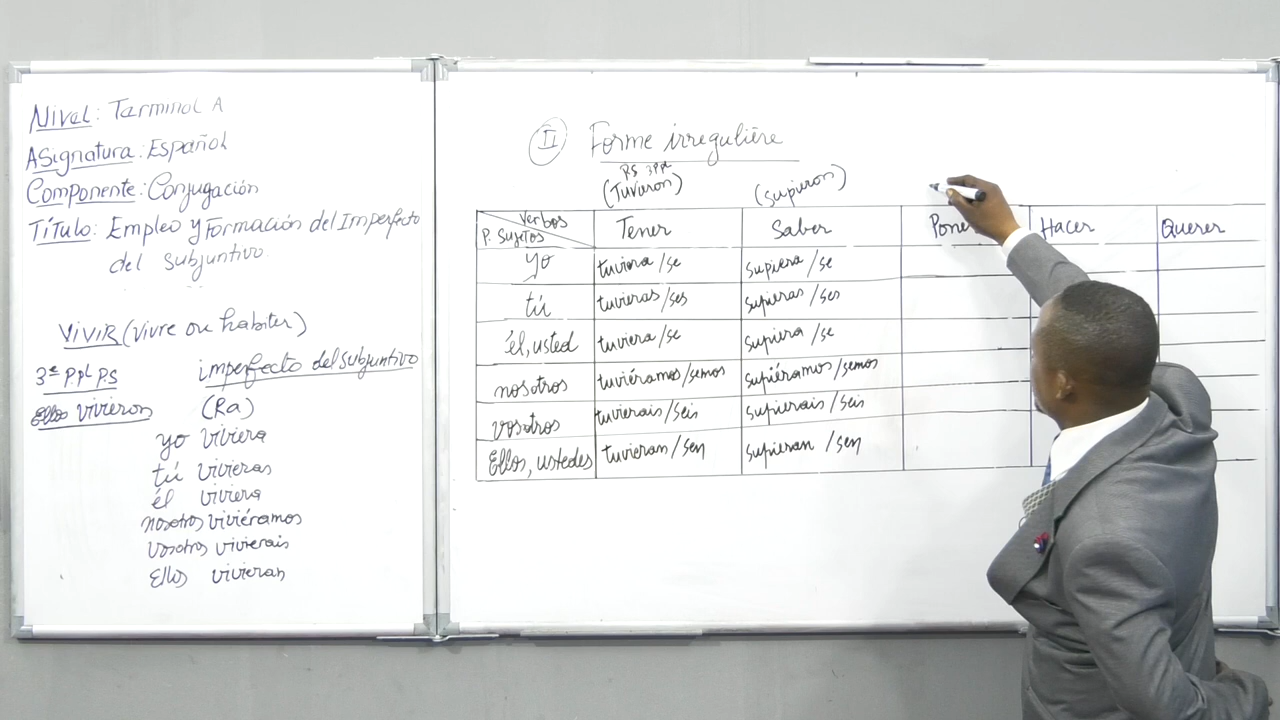 Nivel: Terminal A
Asignatura: Español
Componente: Conjugación
Título: Empleo y Formación del Imperfecto
del Subjuntivo.
VIVIR (vivre ou habiter)
3e P.pl P.S
imperfecto del subjuntivo
Ellos vivieron
(Ra)
yo viviera
tú vivieras
él viviera
nosotros viviéramos
vosotros vivierais
Ellos vivieran
II Forme irregulière
P.S 3PPL
(Tuvieron) (supieron)
Verbos
P. Sujetos Tener Saber Poner Hacer Querer
yo tuviera/se supiera/se
tú tuvieras/ses supieras/ses
él, usted tuviera/se supiera/se
nosotros tuviéramos/semos supiéramos/semos
vosotros tuvierais/seis supierais/seis
Ellos, ustedes tuvieran/sen supieran/sen